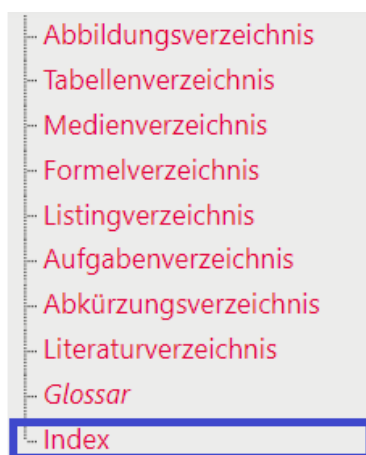 Abbildungsverzeichnis
Tabellenverzeichnis
Medienverzeichnis
Formelverzeichnis
Listingverzeichnis
Aufgabenverzeichnis
Abkürzungsverzeichnis
Literaturverzeichnis
Glossar
Index